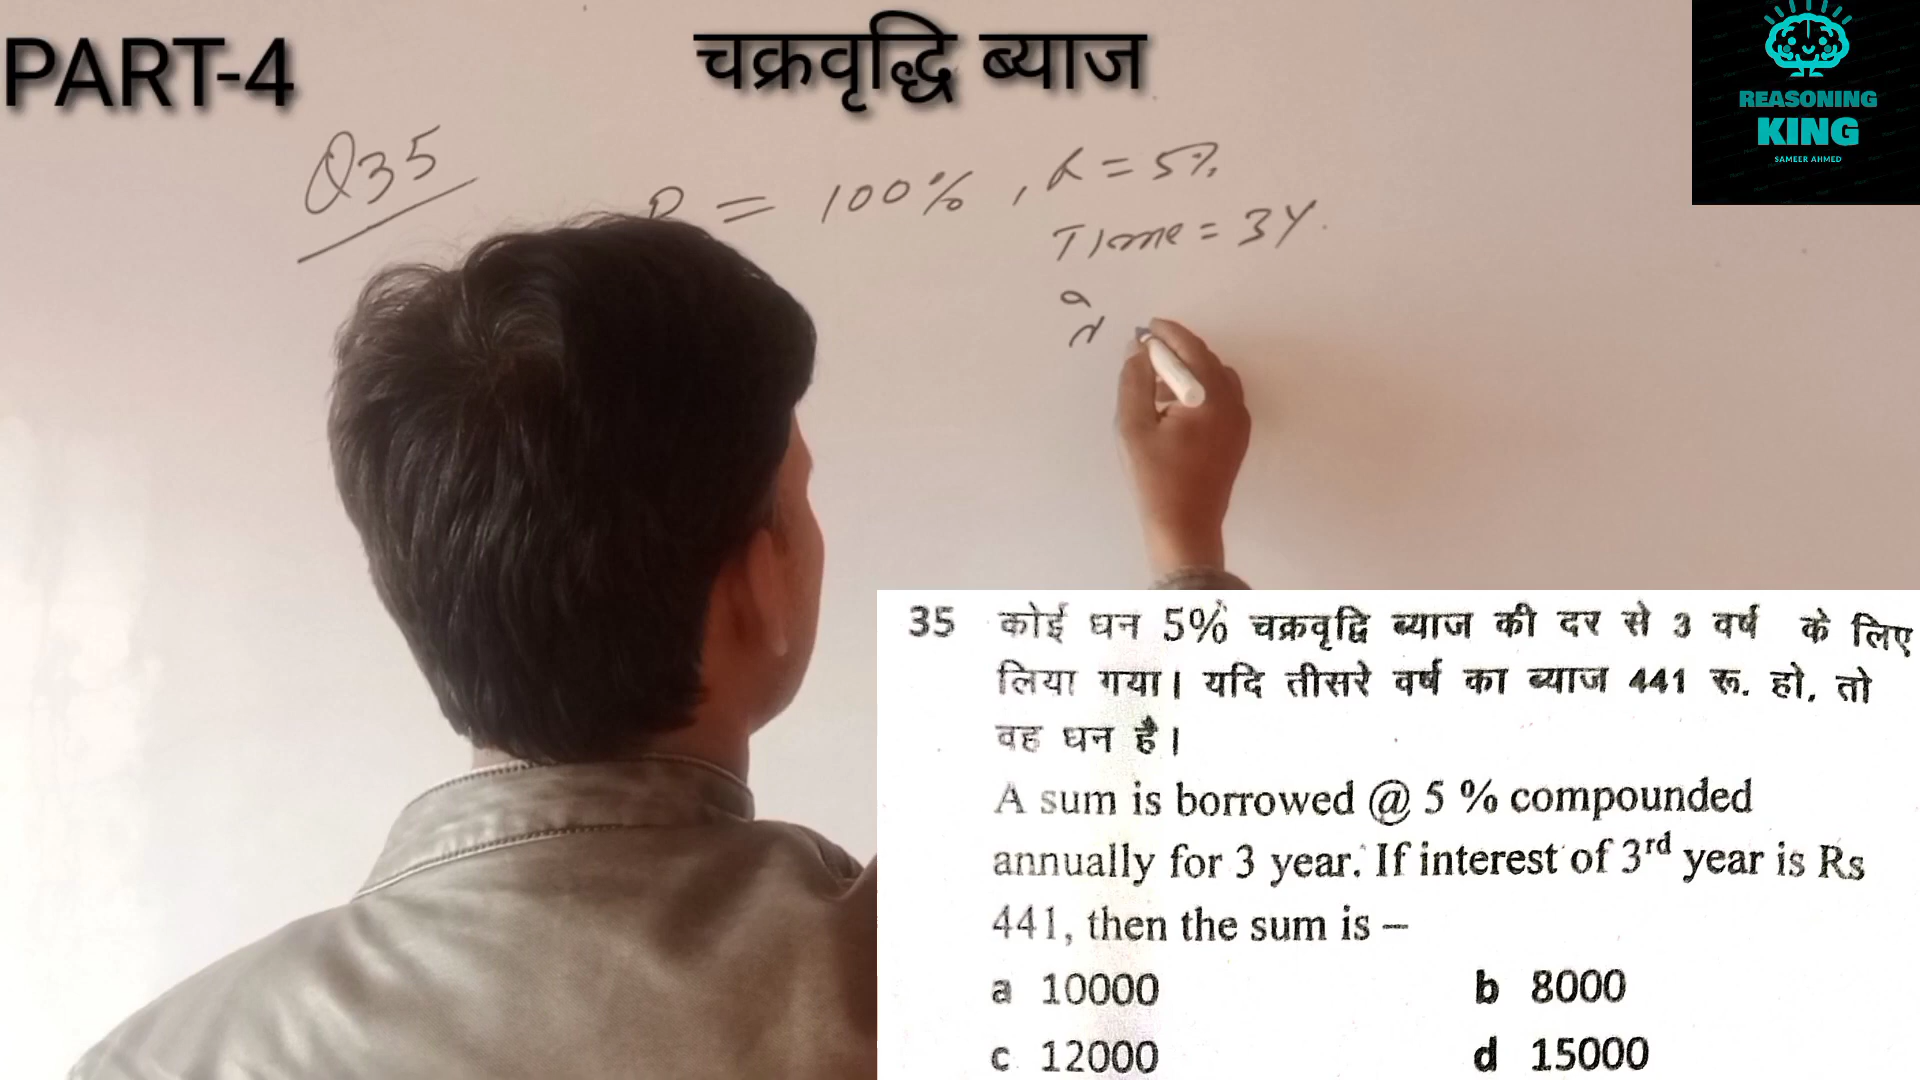 PART-4
चक्रवृद्धि ब्याज
REASONING
KING
SAMEER AHMED
Q35
P = 100% , R = 5%
Time = 3Y
35 कोई धन 5% चक्रवृद्वि ब्याज की दर से 3 वर्ष के लिए
लिया गया। यदि तीसरे वर्ष का ब्याज 441 रू. हो, तो
वह धन है।
A sum is borrowed @ 5 % compounded
annually for 3 year. If interest of 3rd year is Rs
441, then the sum is –
a 10000 b 8000
c 12000 d 15000